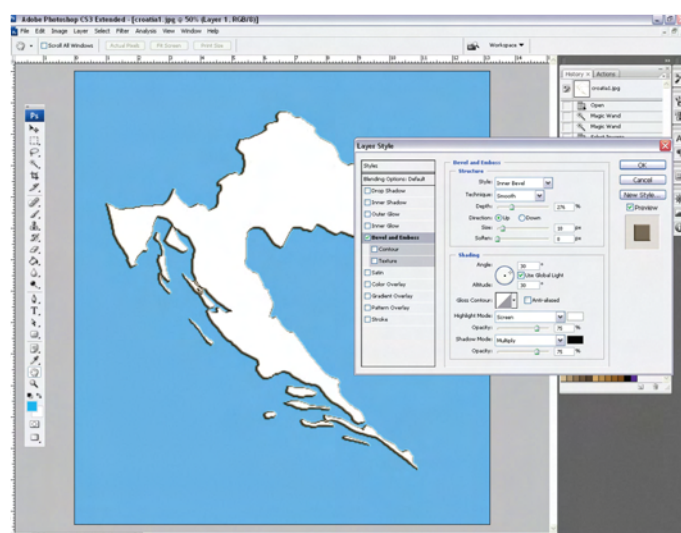 Adobe Photoshop CS3 Extended - [croatia1.jpg @ 50% (Layer 1, RGB/8)]
File Edit Image Layer Select Filter Analysis View Window Help
Scroll All Windows Actual Pixels Fit Screen Print Size Workspace
History × Actions
croatia1.jpg
Open
Magic Wand
Magic Wand
Ps
Layer Style
Styles
Blending Options: Default
Drop Shadow
Inner Shadow
Outer Glow
Inner Glow
Bevel and Emboss
Contour
Texture
Satin
Color Overlay
Gradient Overlay
Pattern Overlay
Stroke
Bevel and Emboss
Structure
Style: Inner Bevel
Technique: Smooth
Depth: %
Direction: Up Down
Size: 10 px
Soften: px
Shading
Angle: 30 °
Use Global Light
Altitude: 30 °
Gloss Contour: Anti-aliased
Highlight Mode: Screen
Opacity: 75 %
Shadow Mode: Multiply
Opacity: 75 %
OK
Cancel
New Style...
Preview